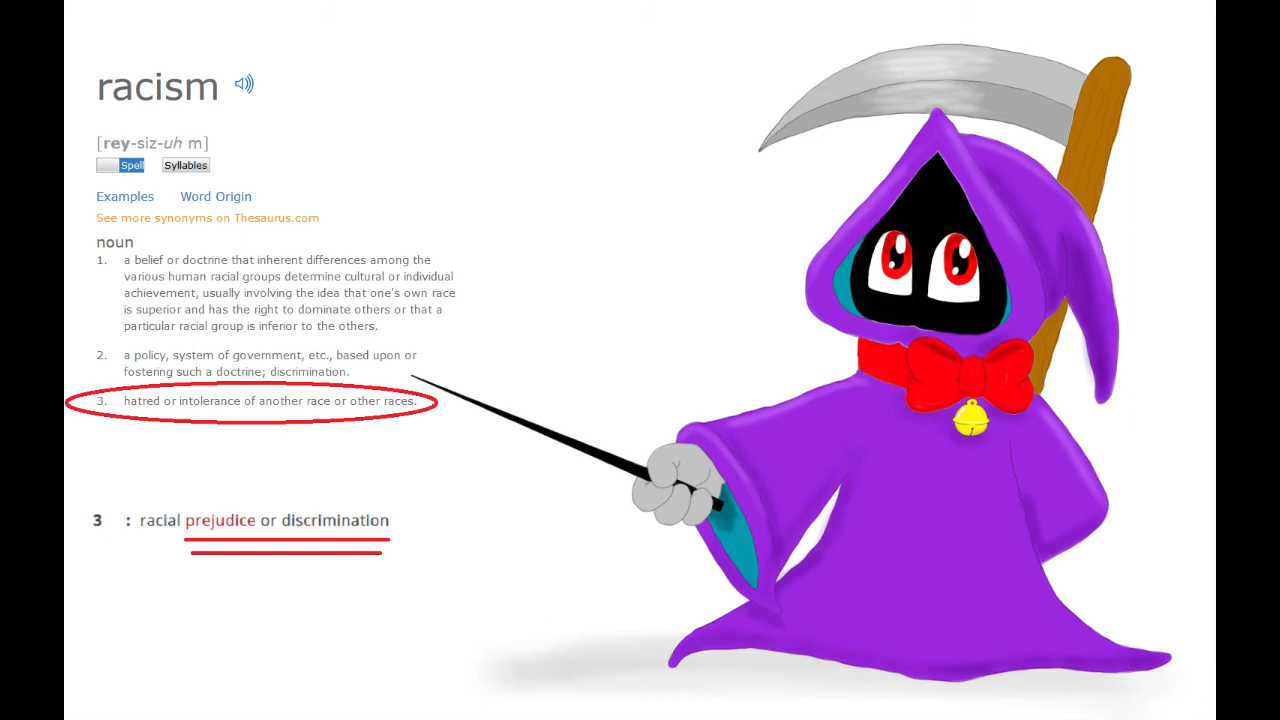 racism
[rey-siz-uh m]
Spell Syllables
Examples Word Origin
See more synonyms on Thesaurus.com
noun
1. a belief or doctrine that inherent differences among the
various human racial groups determine cultural or individual
achievement, usually involving the idea that one's own race
is superior and has the right to dominate others or that a
particular racial group is inferior to the others.
2. a policy, system of government, etc., based upon or
fostering such a doctrine; discrimination.
3. hatred or intolerance of another race or other races.
3 : racial prejudice or discrimination